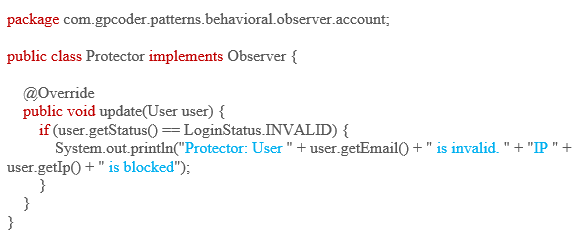 package com.gpcoder.patterns.behavioral.observer.account;
public class Protector implements Observer {
@Override
public void update(User user) {
if (user.getStatus() == LoginStatus.INVALID) {
System.out.println("Protector: User " + user.getEmail() + " is invalid. " + "IP " +
user.getIp() + " is blocked");
}
}
}